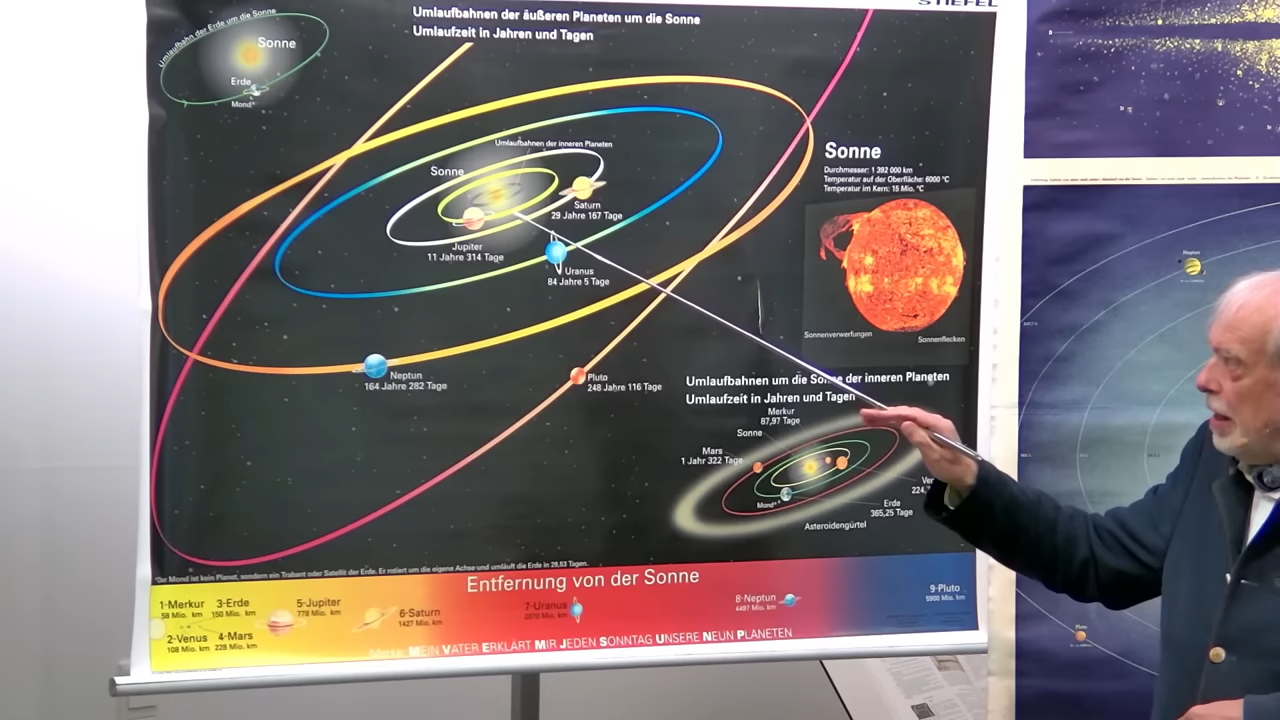 STIEFEL
Umlaufbahn der Erde um die Sonne
Sonne
Erde
Mond*
Umlaufbahnen der äußeren Planeten um die Sonne
Umlaufzeit in Jahren und Tagen
Umlaufbahnen der inneren Planeten
Sonne
Saturn
29 Jahre 167 Tage
Jupiter
11 Jahre 314 Tage
Uranus
84 Jahre 5 Tage
Neptun
164 Jahre 282 Tage
Pluto
248 Jahre 116 Tage
Sonne
Durchmesser: 1 392 000 km
Temperatur auf der Oberfläche: 6000 °C
Temperatur im Kern: 15 Mio. °C
Sonnenverwerfungen
Sonnenflecken
Umlaufbahnen um die Sonne der inneren Planeten
Umlaufzeit in Jahren und Tagen
Merkur
87,97 Tage
Sonne
Mars
1 Jahr 322 Tage
Ver
224,
Mond*
Erde
365,25 Tage
Asteroidengürtel
*Der Mond ist kein Planet, sondern ein Trabant oder Satellit der Erde. Er rotiert um die eigene Achse und umläuft die Erde in 29,53 Tagen.
Entfernung von der Sonne
1-Merkur
58 Mio. km
3-Erde
150 Mio. km
5-Jupiter
778 Mio. km
6-Saturn
1427 Mio. km
7-Uranus
2870 Mio. km
8-Neptun
4497 Mio. km
9-Pluto
5900 Mio. km
2-Venus
108 Mio. km
4-Mars
228 Mio. km
Merke: MEIN VATER ERKLÄRT MIR JEDEN SONNTAG UNSERE NEUN PLANETEN
Neptun
Pluto